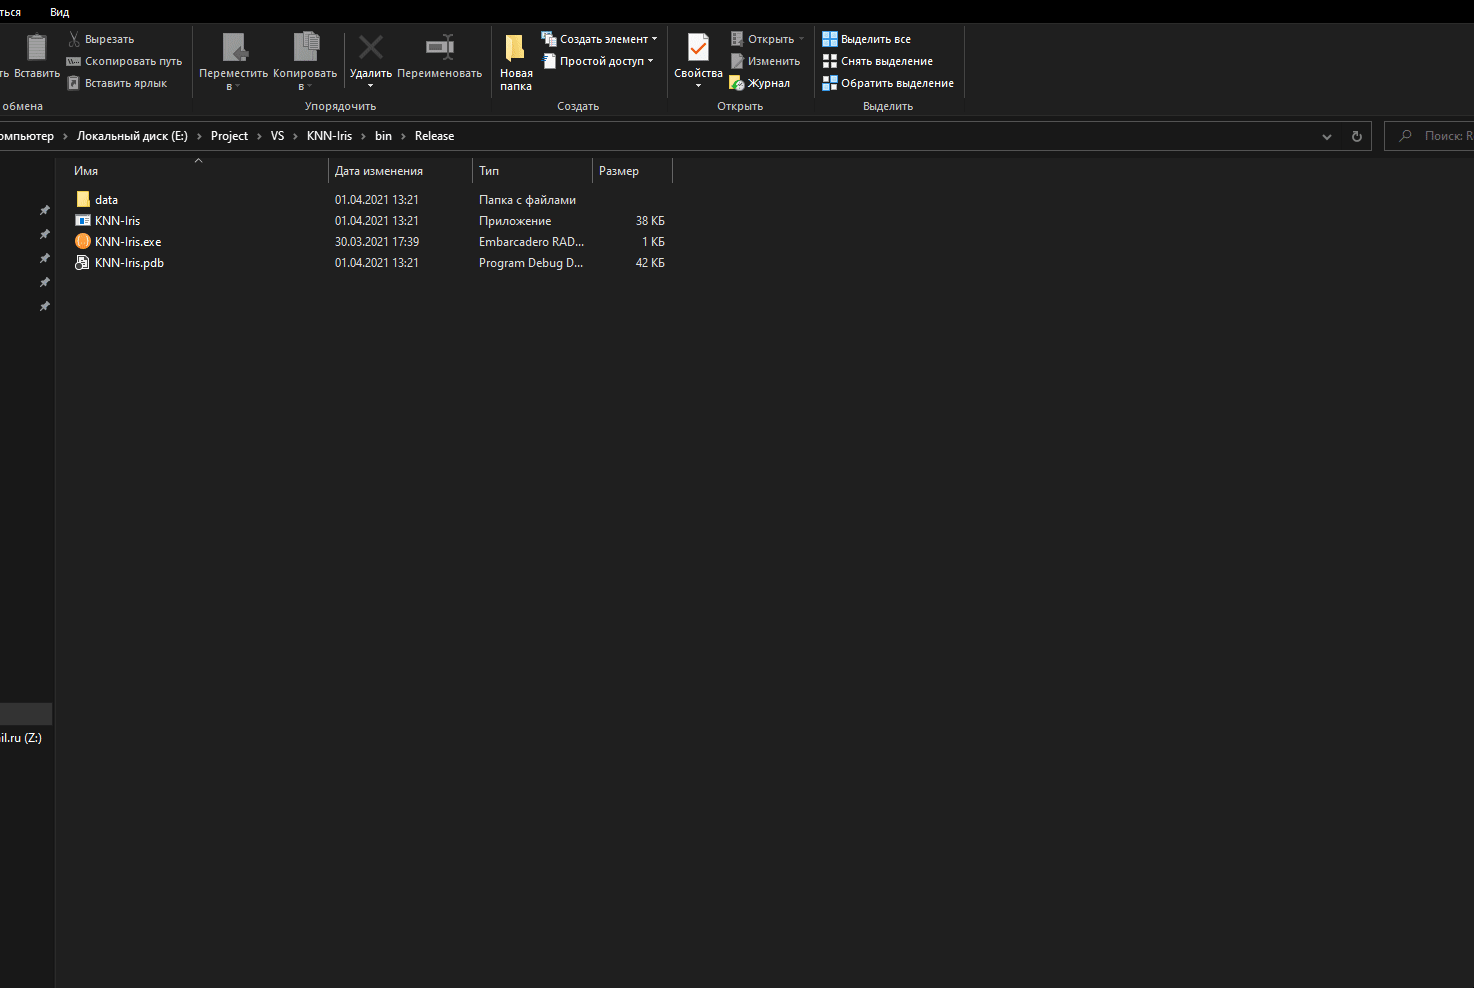 ться Вид
ть Вставить
Вырезать
Скопировать путь
Вставить ярлык
обмена
Переместить в
Копировать в
Удалить
Переименовать
Упорядочить
Новая папка
Создать элемент
Простой доступ
Создать
Свойства
Открыть
Изменить
Журнал
Открыть
Выделить все
Снять выделение
Обратить выделение
Выделить
омпьютер > Локальный диск (E:) > Project > VS > KNN-Iris > bin > Release
Поиск: R
Имя Дата изменения Тип Размер
data 01.04.2021 13:21 Папка с файлами
KNN-Iris 01.04.2021 13:21 Приложение 38 КБ
KNN-Iris.exe 30.03.2021 17:39 Embarcadero RAD... 1 КБ
KNN-Iris.pdb 01.04.2021 13:21 Program Debug D... 42 КБ
il.ru (Z:)